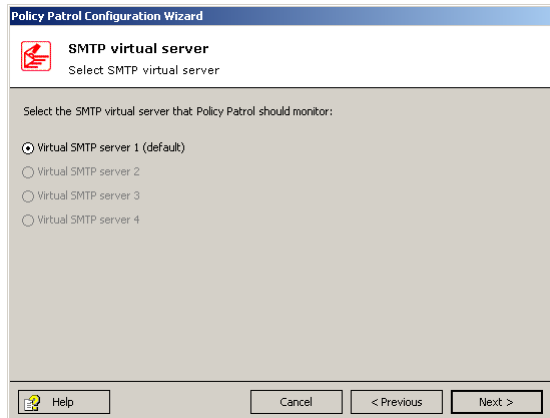 Policy Patrol Configuration Wizard
SMTP virtual server
Select SMTP virtual server
Select the SMTP virtual server that Policy Patrol should monitor:
Virtual SMTP server 1 (default)
Virtual SMTP server 2
Virtual SMTP server 3
Virtual SMTP server 4
Help Cancel < Previous Next >